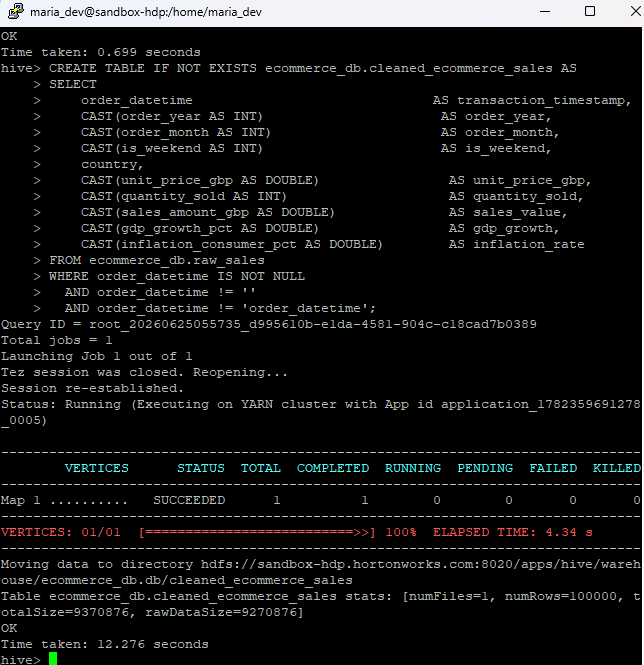 maria_dev@sandbox-hdp:/home/maria_dev
OK
Time taken: 0.699 seconds
hive> CREATE TABLE IF NOT EXISTS ecommerce_db.cleaned_ecommerce_sales AS
    > SELECT
    >     order_datetime                              AS transaction_timestamp,
    >     CAST(order_year AS INT)                      AS order_year,
    >     CAST(order_month AS INT)                     AS order_month,
    >     CAST(is_weekend AS INT)                      AS is_weekend,
    >     country,
    >     CAST(unit_price_gbp AS DOUBLE)                AS unit_price_gbp,
    >     CAST(quantity_sold AS INT)                    AS quantity_sold,
    >     CAST(sales_amount_gbp AS DOUBLE)              AS sales_value,
    >     CAST(gdp_growth_pct AS DOUBLE)                AS gdp_growth,
    >     CAST(inflation_consumer_pct AS DOUBLE)        AS inflation_rate
    > FROM ecommerce_db.raw_sales
    > WHERE order_datetime IS NOT NULL
    >   AND order_datetime != ''
    >   AND order_datetime != 'order_datetime';
Query ID = root_20260625055735_d9956l0b-e1da-4581-904c-c18cad7b0389
Total jobs = 1
Launching Job 1 out of 1
Tez session was closed. Reopening...
Session re-established.
Status: Running (Executing on YARN cluster with App id application_1782359691278
_0005)
--------------------------------------------------------------------------------
        VERTICES      STATUS  TOTAL  COMPLETED  RUNNING  PENDING  FAILED  KILLED
--------------------------------------------------------------------------------
Map 1 ..........   SUCCEEDED      1          1        0        0       0       0
--------------------------------------------------------------------------------
VERTICES: 01/01  [==========================>>] 100%  ELAPSED TIME: 4.34 s
--------------------------------------------------------------------------------
Moving data to directory hdfs://sandbox-hdp.hortonworks.com:8020/apps/hive/wareh
ouse/ecommerce_db.db/cleaned_ecommerce_sales
Table ecommerce_db.cleaned_ecommerce_sales stats: [numFiles=1, numRows=100000, t
otalSize=9370876, rawDataSize=9270876]
OK
Time taken: 12.276 seconds
hive>